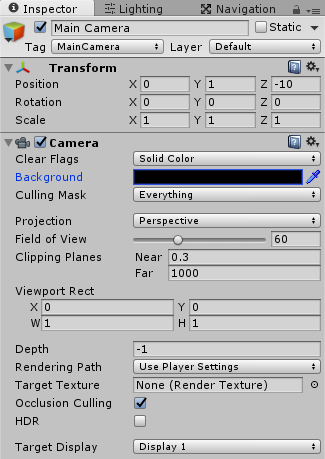 Inspector Lighting Navigation
Main Camera Static
Tag MainCamera Layer Default
Transform
Position X 0 Y 1 Z -10
Rotation X 0 Y 0 Z 0
Scale X 1 Y 1 Z 1
Camera
Clear Flags Solid Color
Background
Culling Mask Everything
Projection Perspective
Field of View 60
Clipping Planes Near 0.3
Far 1000
Viewport Rect
X 0 Y 0
W 1 H 1
Depth -1
Rendering Path Use Player Settings
Target Texture None (Render Texture)
Occlusion Culling
HDR
Target Display Display 1